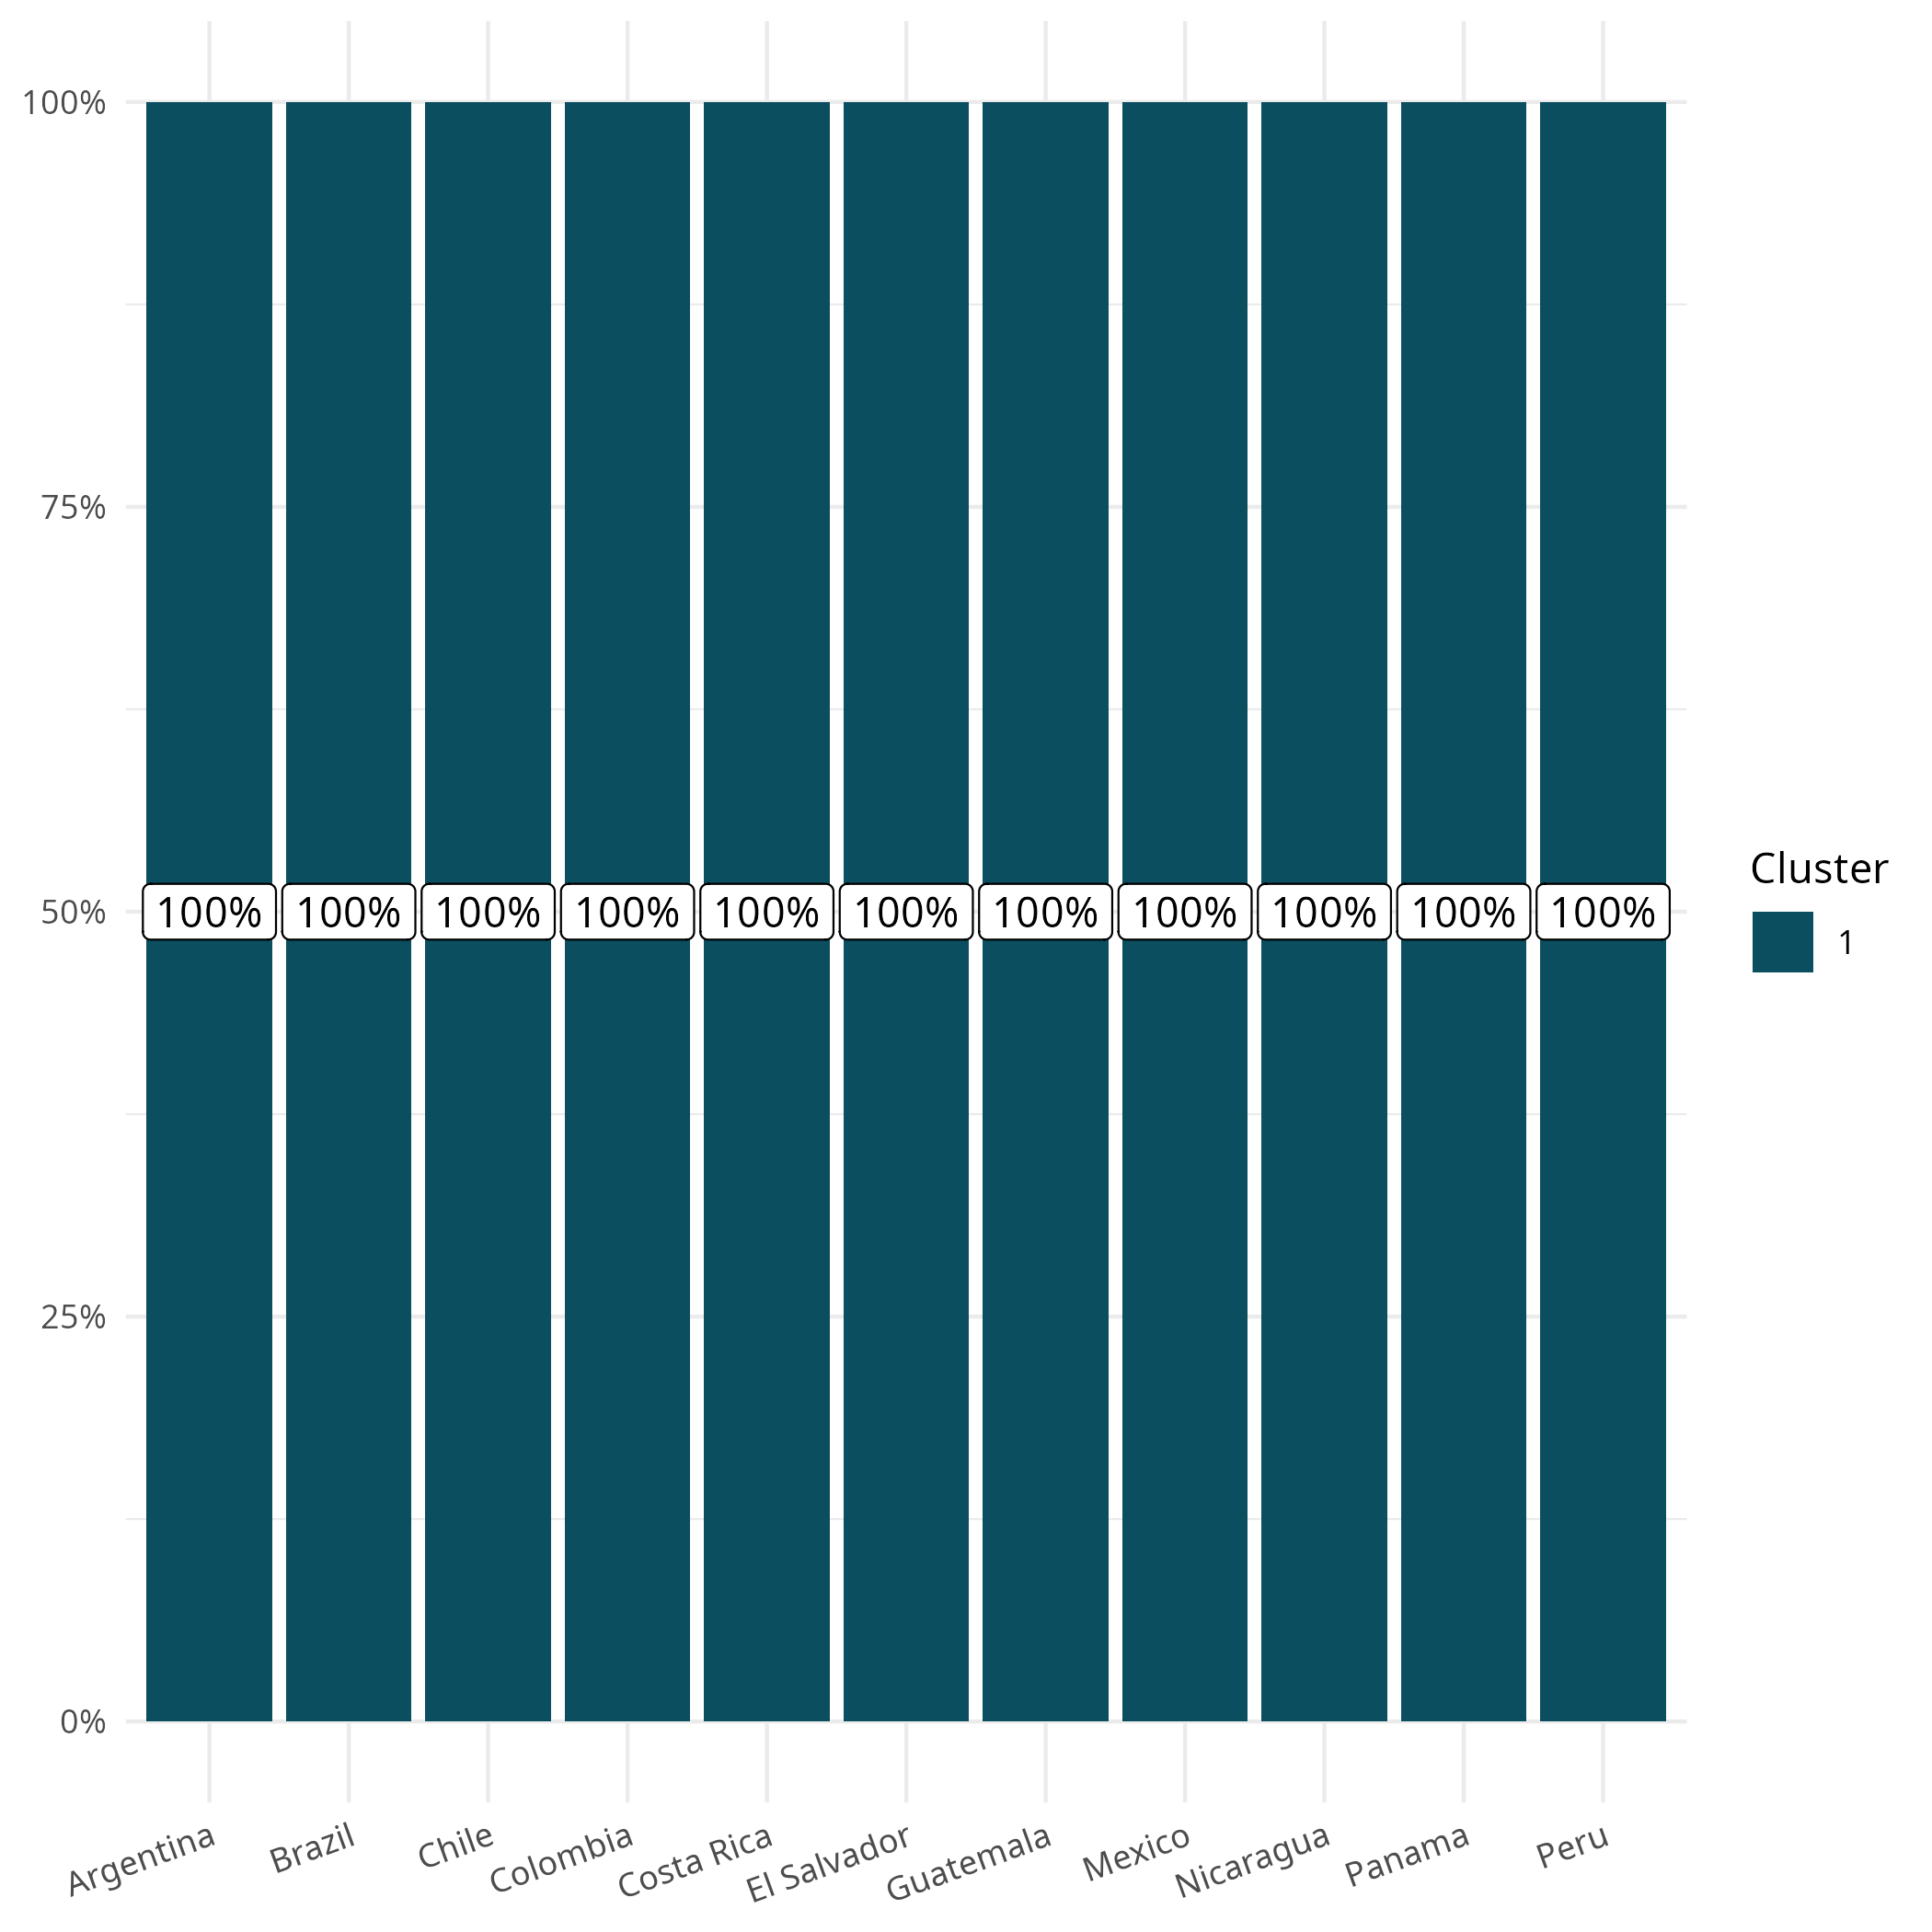 100%
75%
50%
25%
0%
100% 100% 100% 100% 100% 100% 100% 100% 100% 100% 100%
Argentina Brazil Chile Colombia Costa Rica El Salvador Guatemala Mexico Nicaragua Panama Peru
Cluster
1